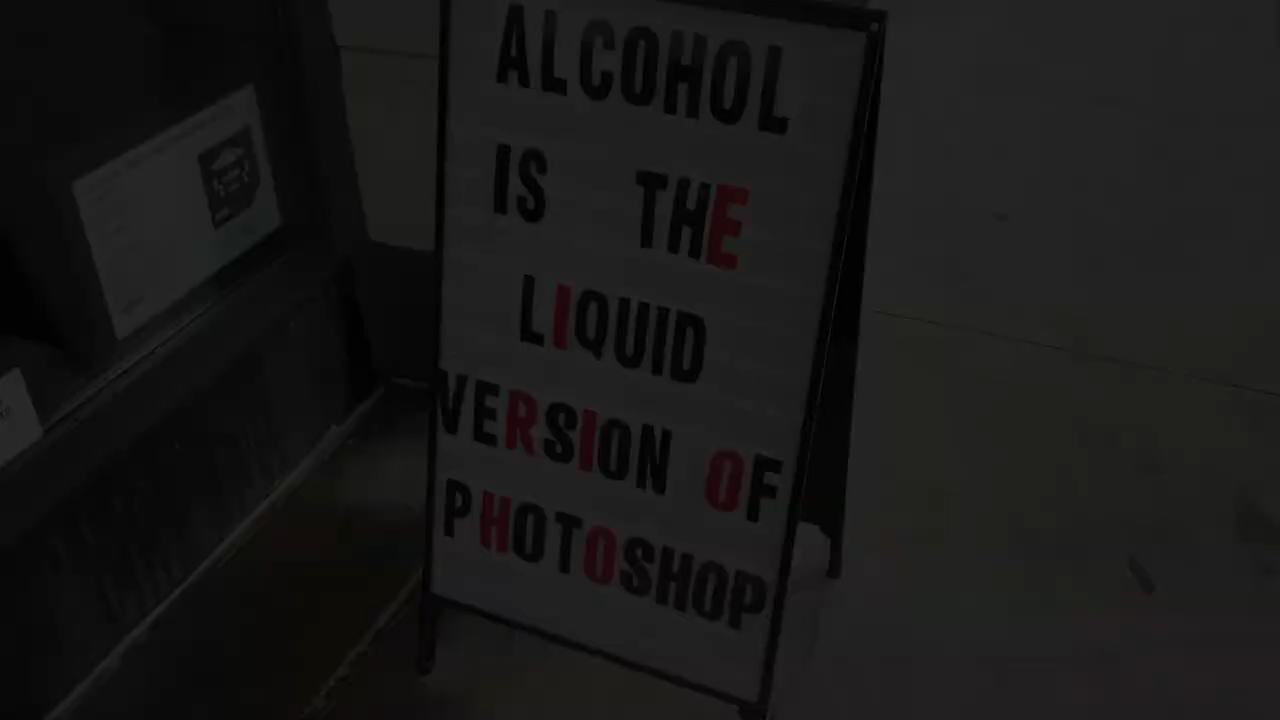 ALCOHOL
IS THE
LIQUID
VERSION OF
PHOTOSHOP